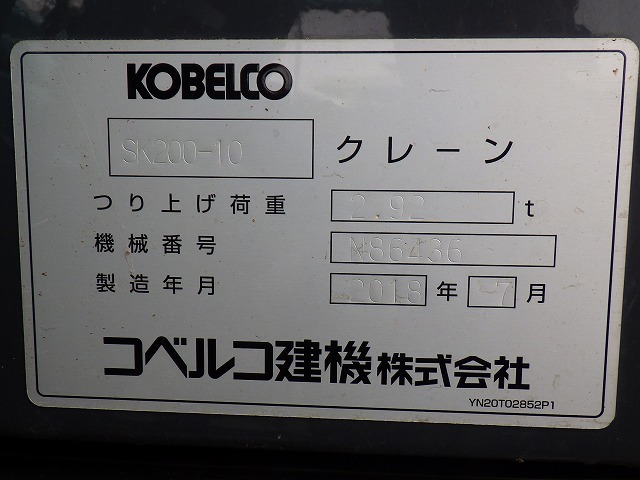 KOBELCO
SK200-10 クレーン
つり上げ荷重 2.92 t
機械番号 N86436
製造年月 2018 年 7 月
コベルコ建機株式会社
YN20T02852P1